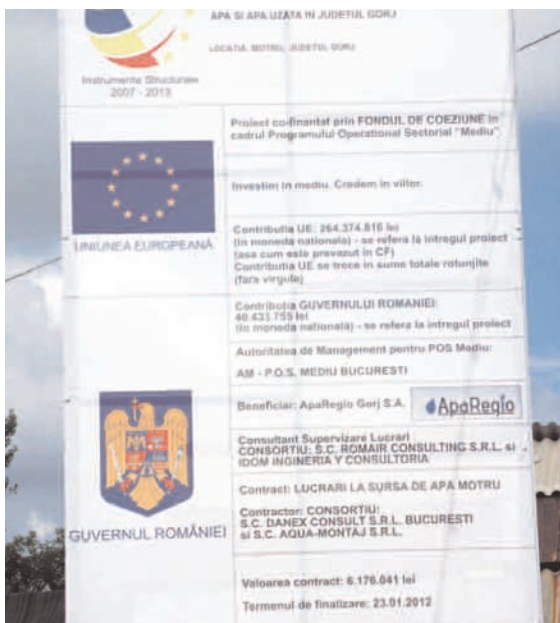 APA SI APA UZATA IN JUDETUL GORJ
LOCATIA: MOTRU, JUDETUL GORJ
Instrumente Structurale
2007 - 2013
Proiect co-finantat prin FONDUL DE COEZIUNE in
cadrul Programului Operational Sectorial "Mediu"
UNIUNEA EUROPEANĂ
Investim in mediu. Credem in viitor.
Contributia UE: 264.374.816 lei
(in moneda nationala) - se refera la intregul proiect
(asa cum este prevazut in CF)
Contributia UE se trece in sume totale rotunjite
(fara virgula)
Contributia GUVERNULUI ROMANIEI:
40.433.755 lei
(in moneda nationala) - se refera la intregul proiect
Autoritatea de Management pentru POS Mediu:
AM - P.O.S. MEDIU BUCURESTI
Beneficiar: ApaRegio Gorj S.A.
ApaRegio
Consultant Supervizare Lucrari
CONSORTIU: S.C. ROMAIR CONSULTING S.R.L. si
IDOM INGINERIA Y CONSULTORIA
GUVERNUL ROMÂNIEI
Contract: LUCRARI LA SURSA DE APA MOTRU
Contractor: CONSORTIU:
S.C. DANEX CONSULT S.R.L. BUCURESTI
si S.C. AQUA-MONTAJ S.R.L.
Valoarea contract: 6.176.041 lei
Termenul de finalizare: 23.01.2012